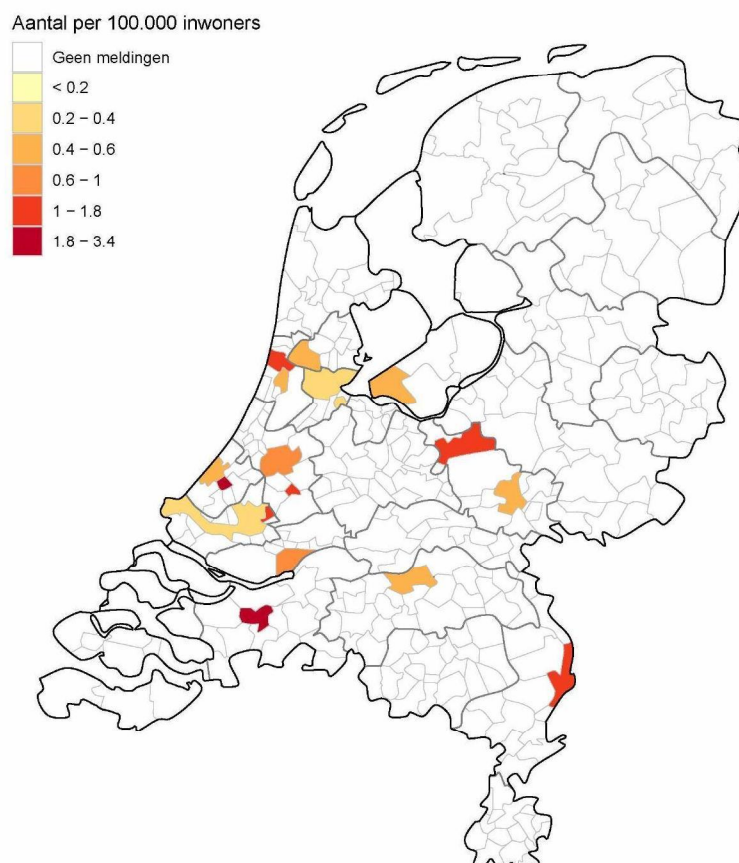 Aantal per 100.000 inwoners
Geen meldingen
< 0.2
0.2 − 0.4
0.4 − 0.6
0.6 − 1
1 − 1.8
1.8 − 3.4